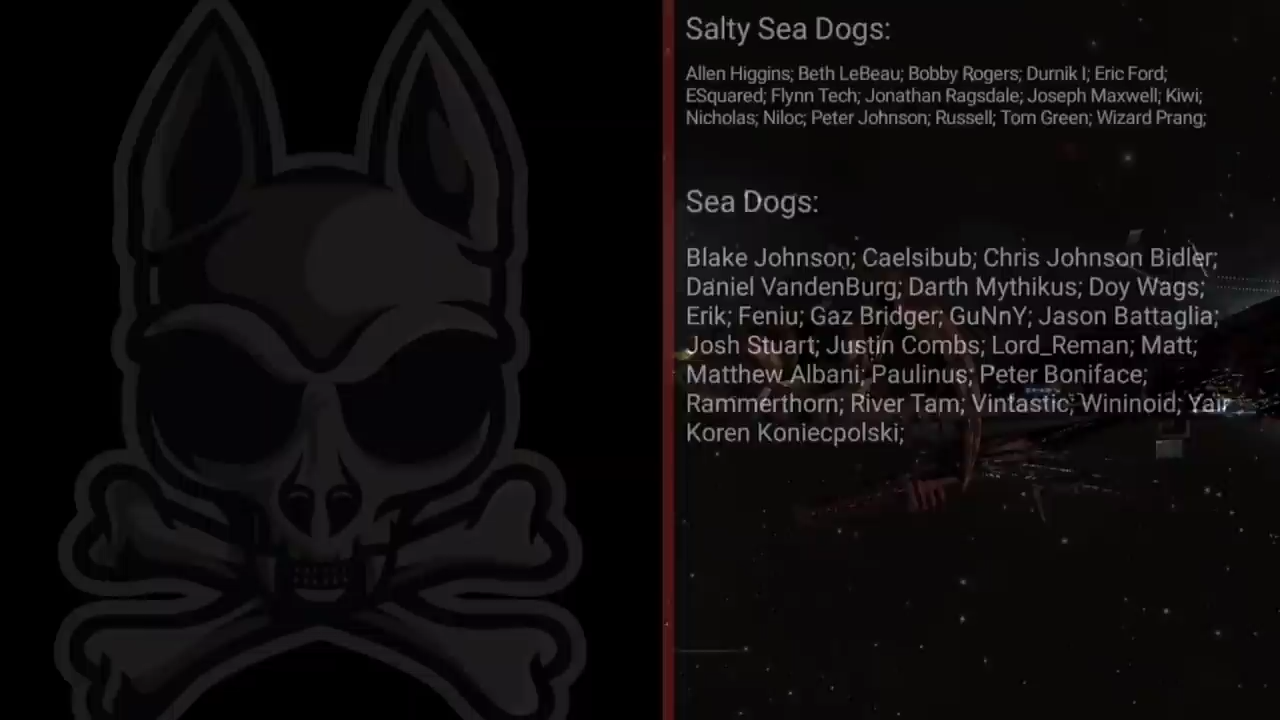 Salty Sea Dogs:
Allen Higgins; Beth LeBeau; Bobby Rogers; Durnik I; Eric Ford;
ESquared; Flynn Tech; Jonathan Ragsdale; Joseph Maxwell; Kiwi;
Nicholas; Niloc; Peter Johnson; Russell; Tom Green; Wizard Prang;
Sea Dogs:
Blake Johnson; Caelsibub; Chris Johnson Bidler;
Daniel VandenBurg; Darth Mythikus; Doy Wags;
Erik; Feniu; Gaz Bridger; GuNnY; Jason Battaglia;
Josh Stuart; Justin Combs; Lord_Reman; Matt;
Matthew Albani; Paulinus; Peter Boniface;
Rammerthorn; River Tam; Vintastic; Wininoid; Yair
Koren Koniecpolski;